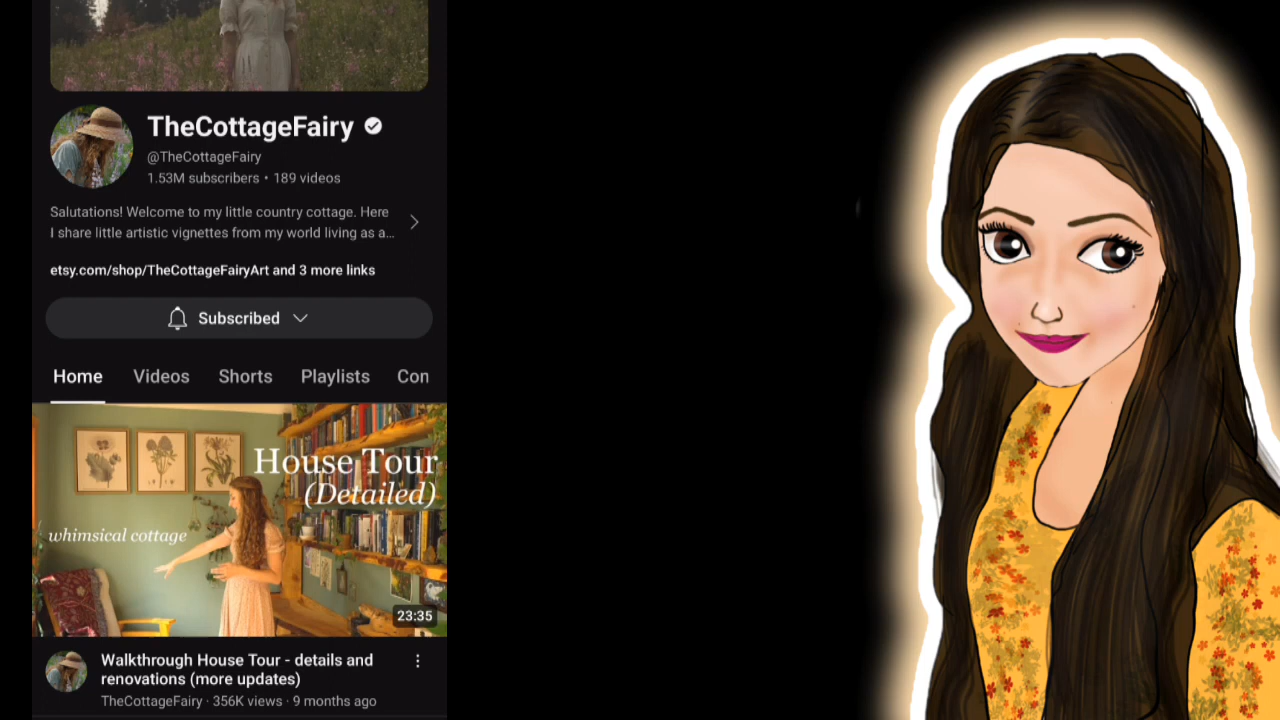 TheCottageFairy
@TheCottageFairy
1.53M subscribers • 189 videos
Salutations! Welcome to my little country cottage. Here
I share little artistic vignettes from my world living as a...
etsy.com/shop/TheCottageFairyArt and 3 more links
Subscribed
Home Videos Shorts Playlists Con
House Tour
(Detailed)
whimsical cottage
23:35
Walkthrough House Tour - details and
renovations (more updates)
TheCottageFairy · 356K views · 9 months ago